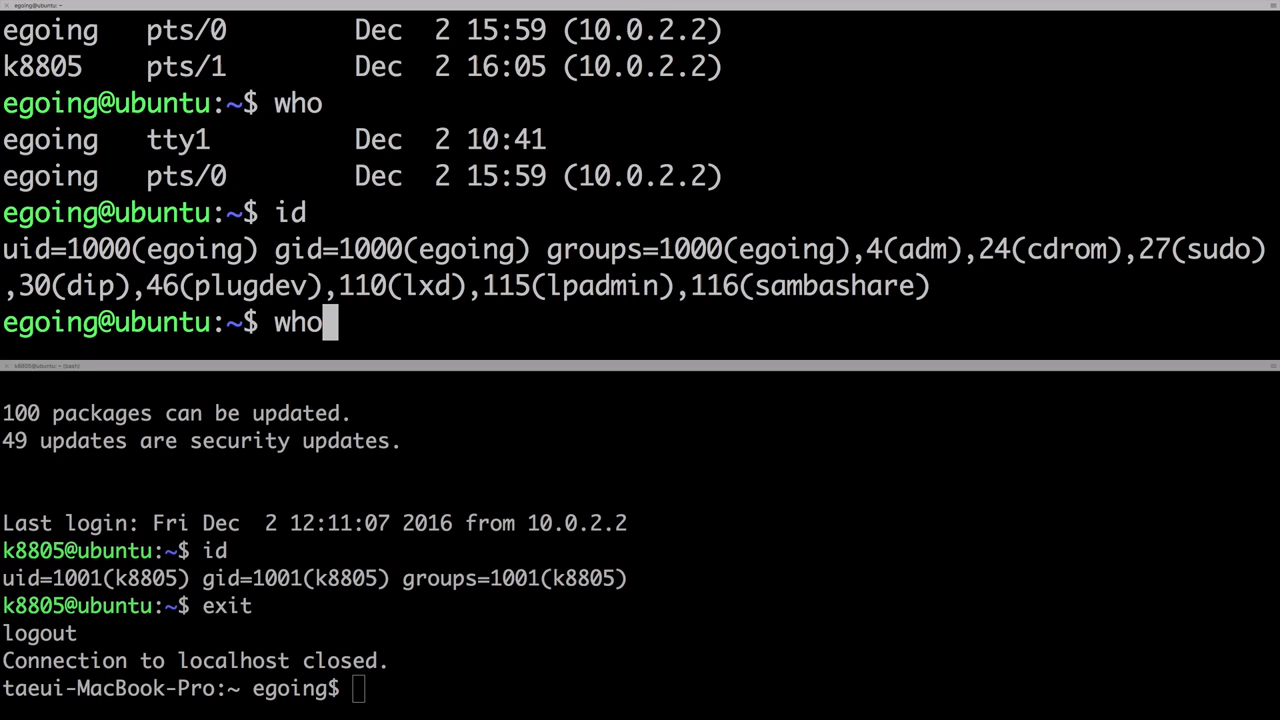 egoing@ubuntu: ~
egoing   pts/0        Dec  2 15:59 (10.0.2.2)
k8805    pts/1        Dec  2 16:05 (10.0.2.2)
egoing@ubuntu:~$ who
egoing   tty1         Dec  2 10:41
egoing   pts/0        Dec  2 15:59 (10.0.2.2)
egoing@ubuntu:~$ id
uid=1000(egoing) gid=1000(egoing) groups=1000(egoing),4(adm),24(cdrom),27(sudo)
,30(dip),46(plugdev),110(lxd),115(lpadmin),116(sambashare)
egoing@ubuntu:~$ who
k8805@ubuntu: ~ (bash)
100 packages can be updated.
49 updates are security updates.
Last login: Fri Dec  2 12:11:07 2016 from 10.0.2.2
k8805@ubuntu:~$ id
uid=1001(k8805) gid=1001(k8805) groups=1001(k8805)
k8805@ubuntu:~$ exit
logout
Connection to localhost closed.
taeui-MacBook-Pro:~ egoing$